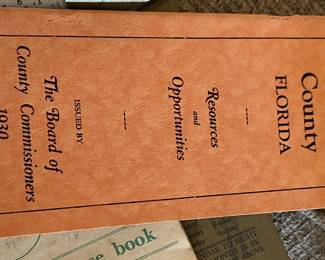 County
FLORIDA
Resources
and
Opportunities
ISSUED BY
The Board of
County Commissioners
1930
book